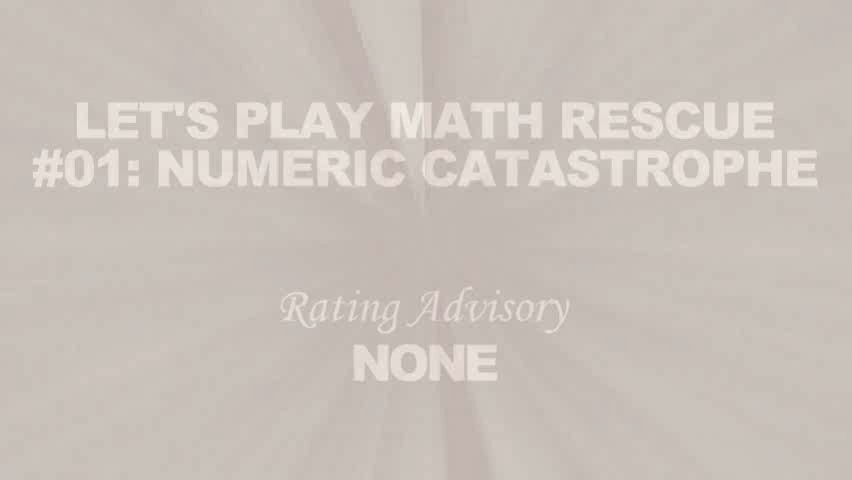 LET'S PLAY MATH RESCUE
#01: NUMERIC CATASTROPHE
Rating Advisory
NONE